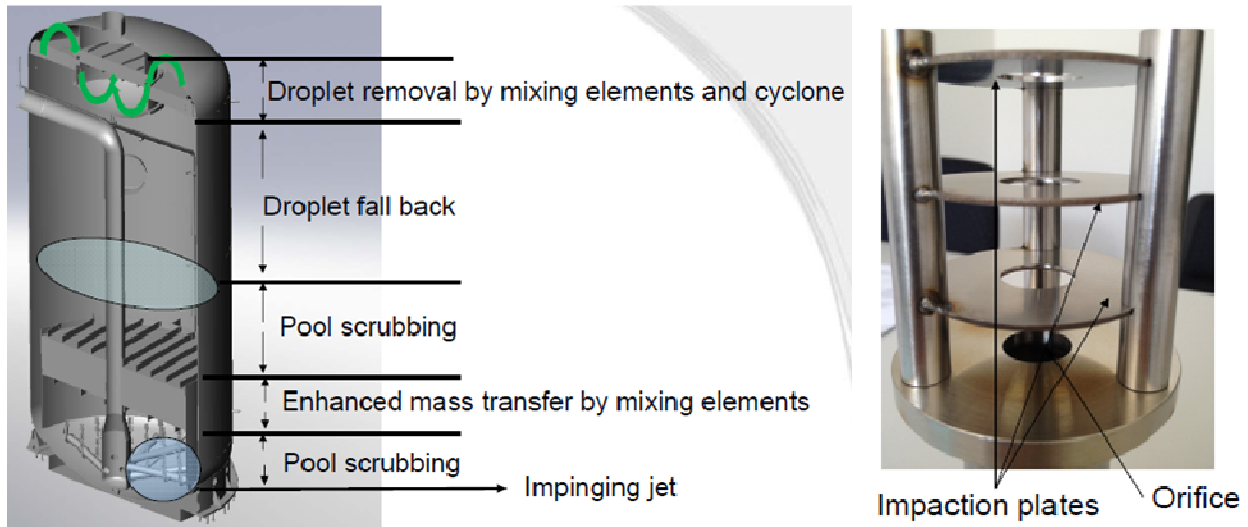 Droplet removal by mixing elements and cyclone
Droplet fall back
Pool scrubbing
Enhanced mass transfer by mixing elements
Pool scrubbing
Impinging jet
Impaction plates
Orifice